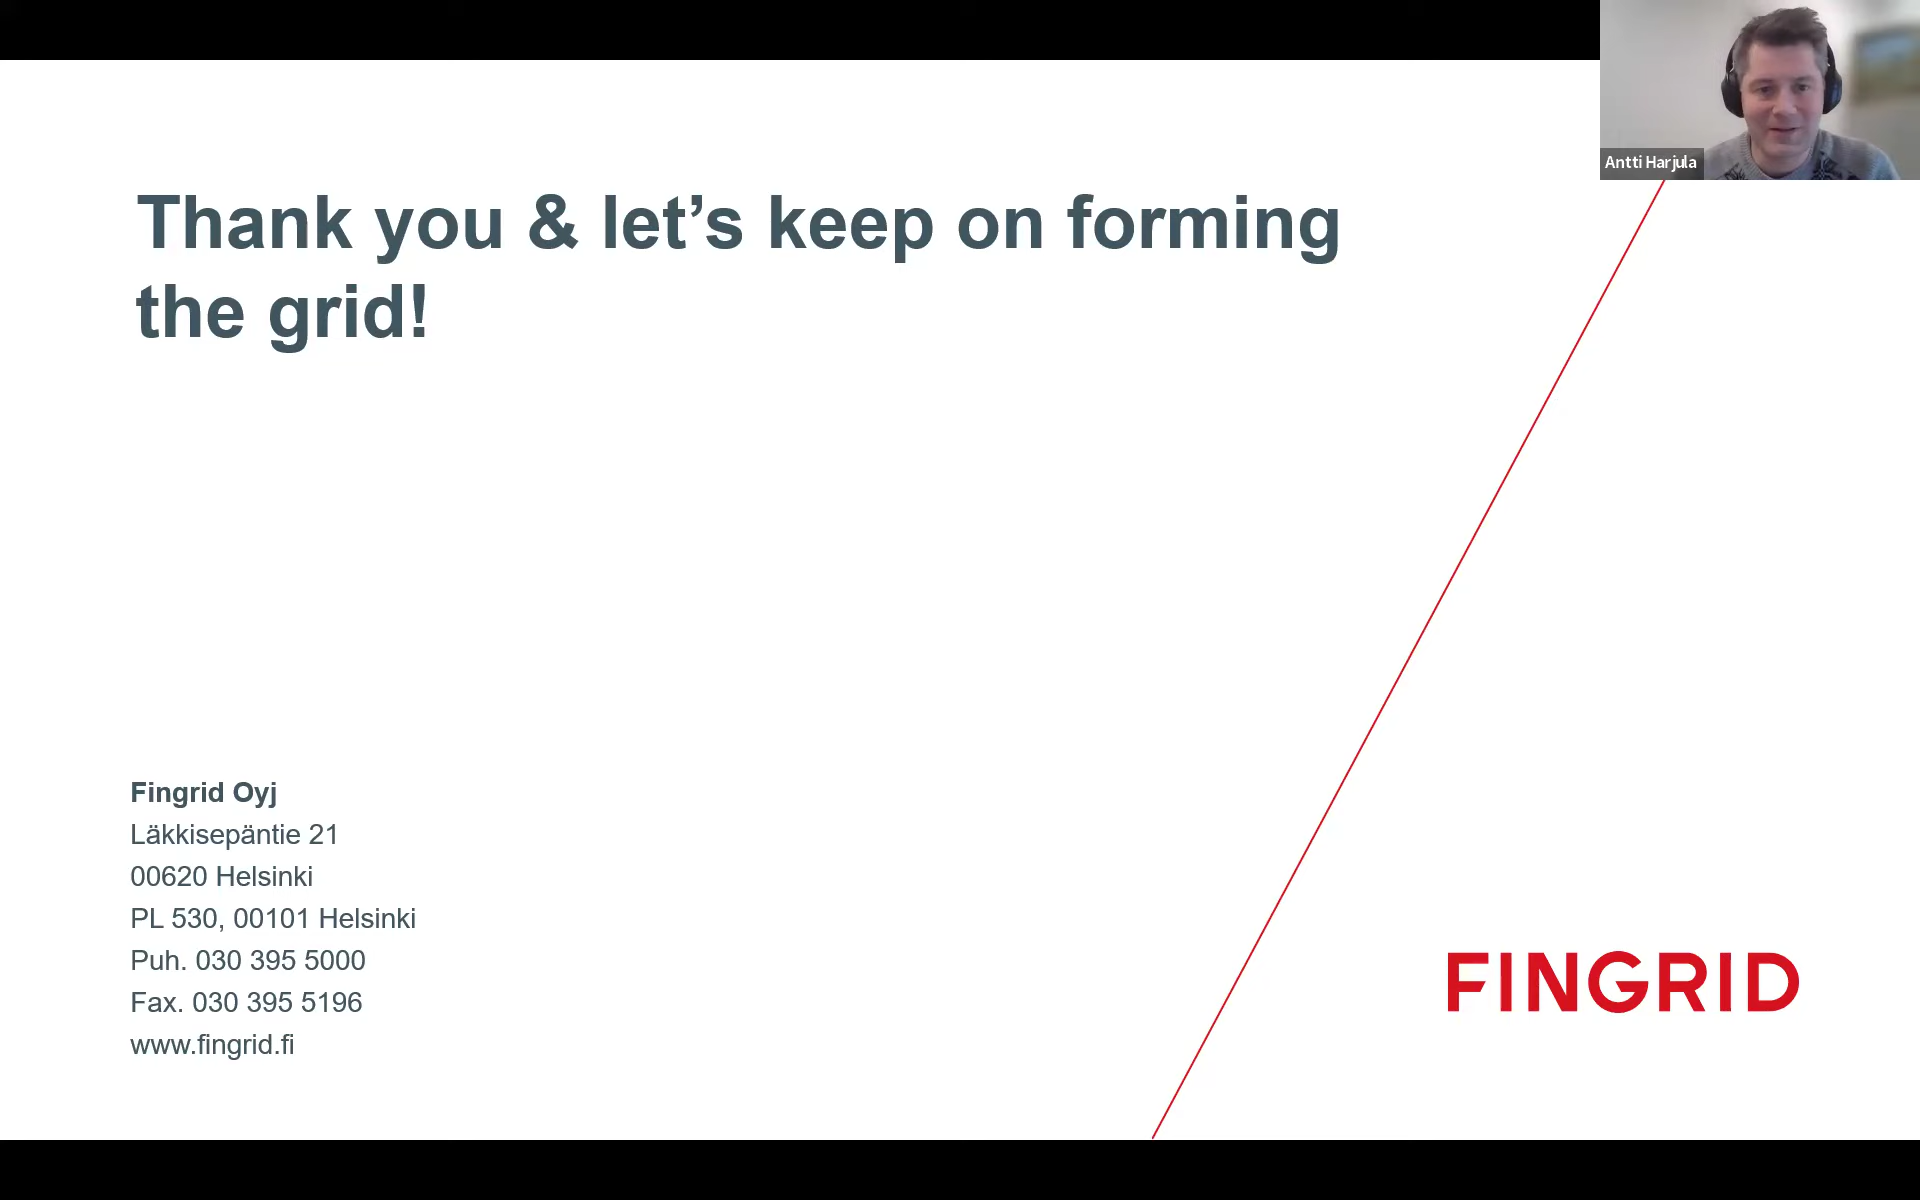 Antti Harjula
Thank you & let’s keep on forming
the grid!
Fingrid Oyj
Läkkisepäntie 21
00620 Helsinki
PL 530, 00101 Helsinki
Puh. 030 395 5000
Fax. 030 395 5196
www.fingrid.fi
FINGRID